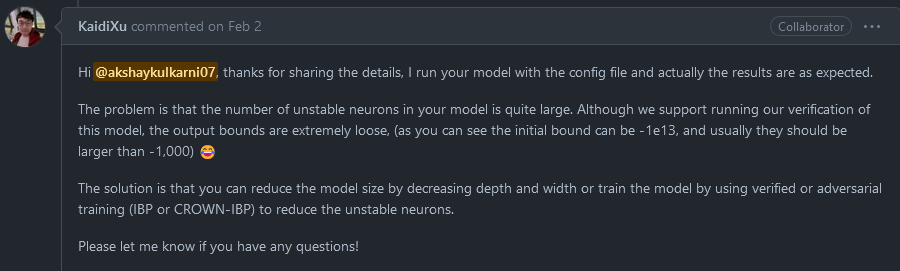 KaidiXu commented on Feb 2
Collaborator
Hi @akshaykulkarni07, thanks for sharing the details, I run your model with the config file and actually the results are as expected.
The problem is that the number of unstable neurons in your model is quite large. Although we support running our verification of
this model, the output bounds are extremely loose, (as you can see the initial bound can be -1e13, and usually they should be
larger than -1,000) 😂
The solution is that you can reduce the model size by decreasing depth and width or train the model by using verified or adversarial
training (IBP or CROWN-IBP) to reduce the unstable neurons.
Please let me know if you have any questions!